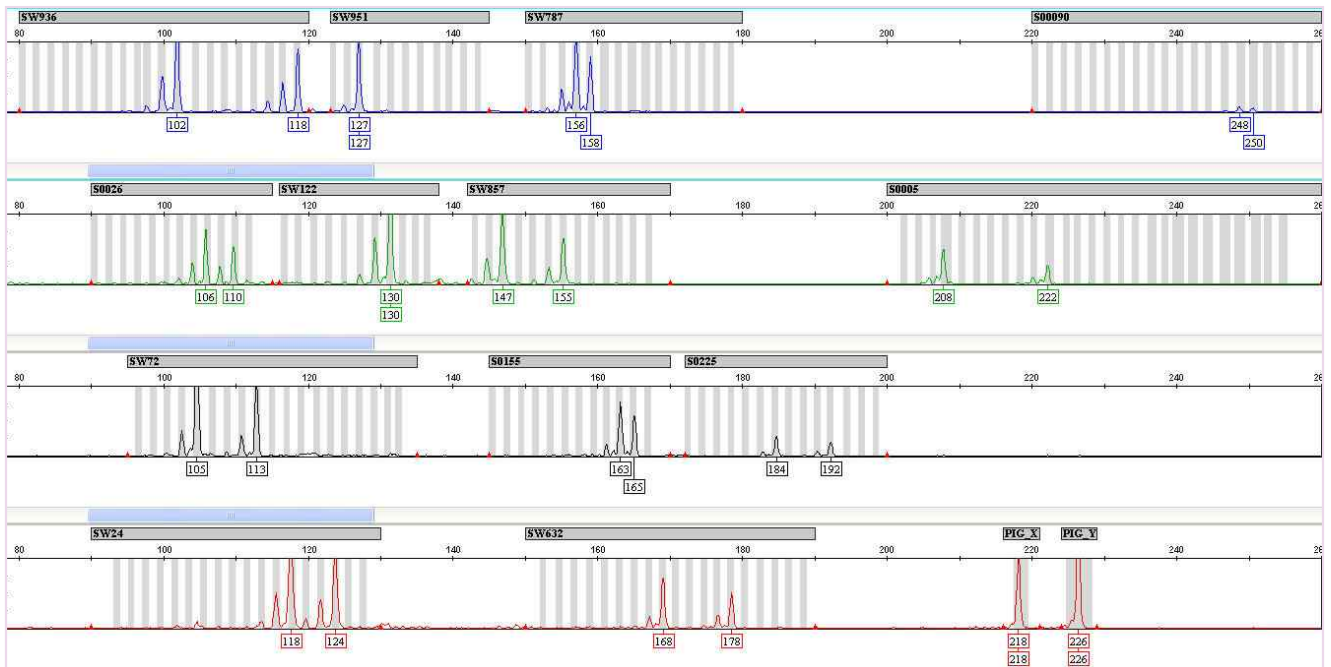 SW936 SW951 SW787 S00090
80 100 120 140 160 180 200 220 240 26
102 118 127 156 248
127 158 250
S0026 SW122 SW857 S0005
80 100 120 140 160 180 200 220 240 26
106 110 130 147 155 208 222
130
SW72 S0155 S0225
80 100 120 140 160 180 200 220 240 26
105 113 163 184 192
165
SW24 SW632 PIG_X PIG_Y
80 100 120 140 160 180 200 220 240 26
118 124 168 178 218 226
218 226